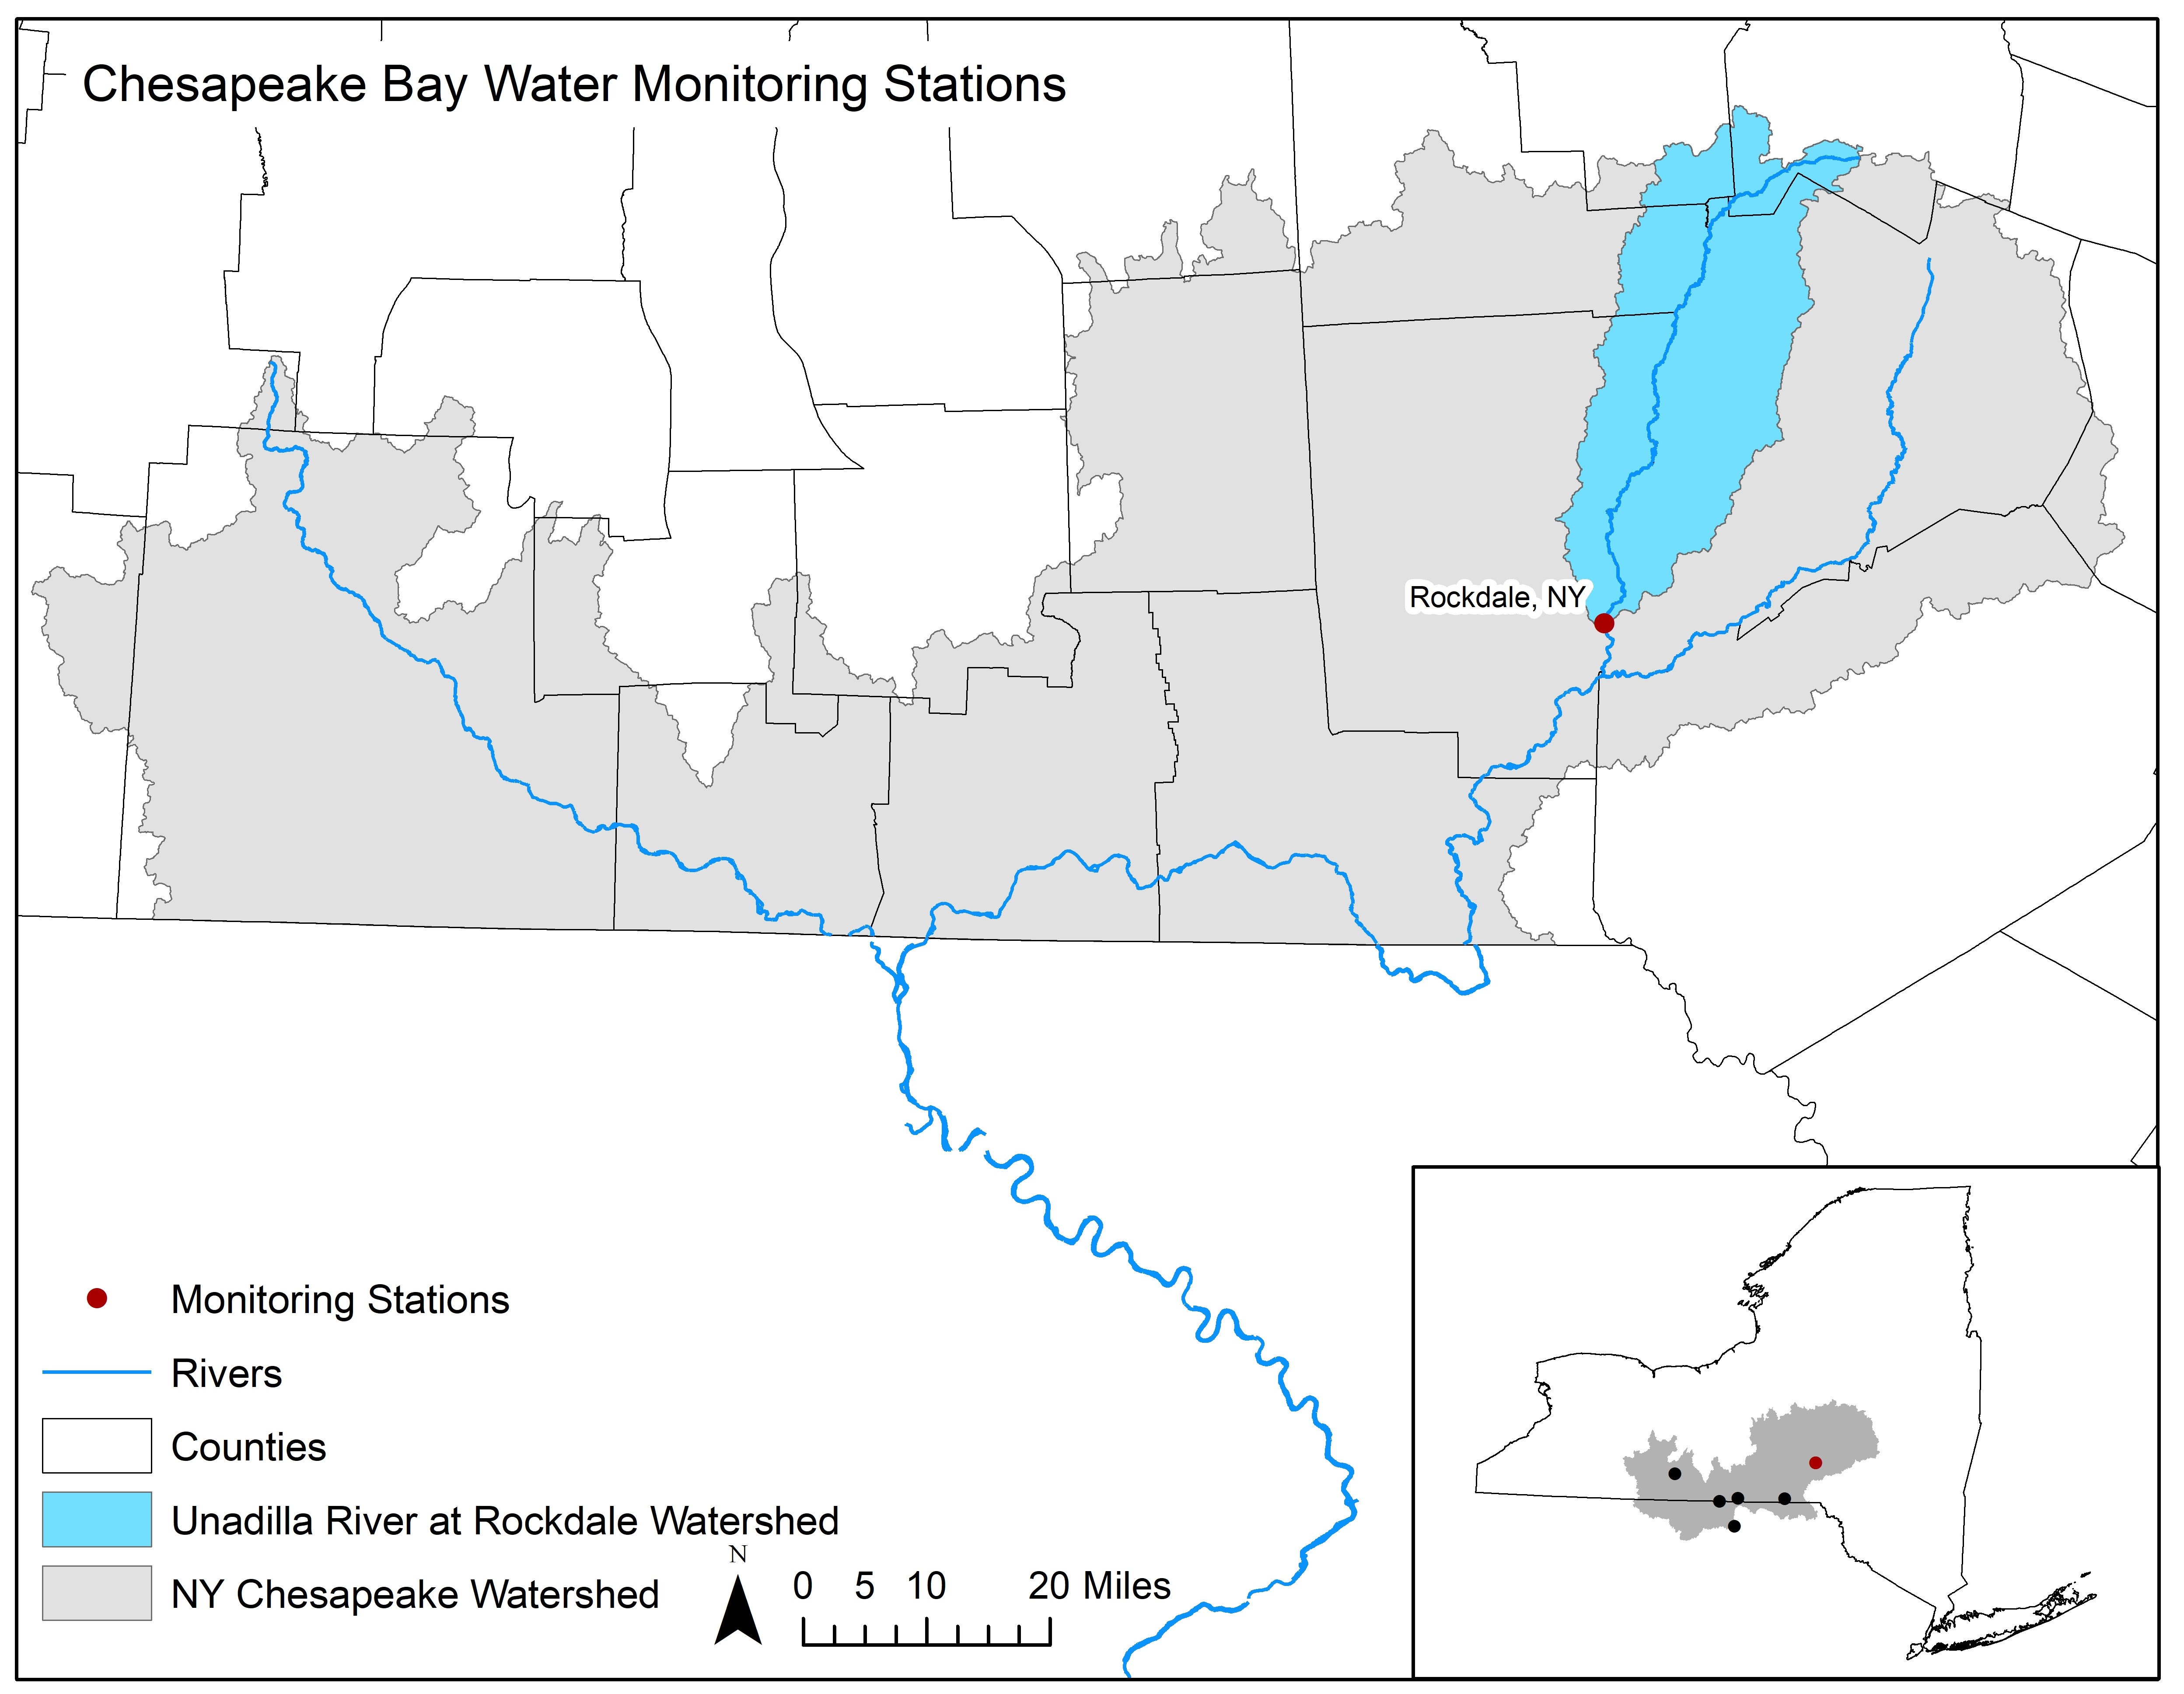 Chesapeake Bay Water Monitoring Stations
Rockdale, NY
Monitoring Stations
Rivers
Counties
Unadilla River at Rockdale Watershed
NY Chesapeake Watershed
N
0 5 10 20 Miles